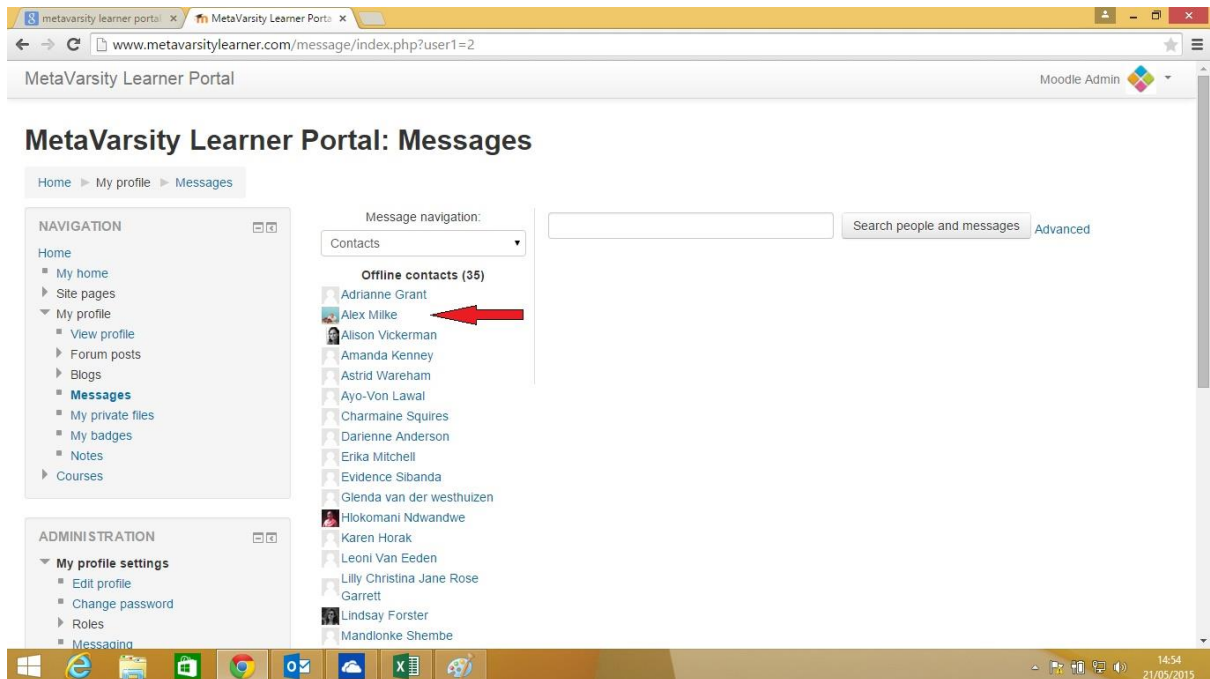 metavarsity learner portal
MetaVarsity Learner Porta
www.metavarsitylearner.com/message/index.php?user1=2
MetaVarsity Learner Portal
Moodle Admin
MetaVarsity Learner Portal: Messages
Home My profile Messages
NAVIGATION
Home
My home
Site pages
My profile
View profile
Forum posts
Blogs
Messages
My private files
My badges
Notes
Courses
ADMINISTRATION
My profile settings
Edit profile
Change password
Roles
Messaging
Message navigation:
Contacts
Offline contacts (35)
Adrianne Grant
Alex Milke
Alison Vickerman
Amanda Kenney
Astrid Wareham
Ayo-Von Lawal
Charmaine Squires
Darienne Anderson
Erika Mitchell
Evidence Sibanda
Glenda van der westhuizen
Hlokomani Ndwandwe
Karen Horak
Leoni Van Eeden
Lilly Christina Jane Rose
Garrett
Lindsay Forster
Mandlonke Shembe
Search people and messages Advanced
14:54
21/05/2015